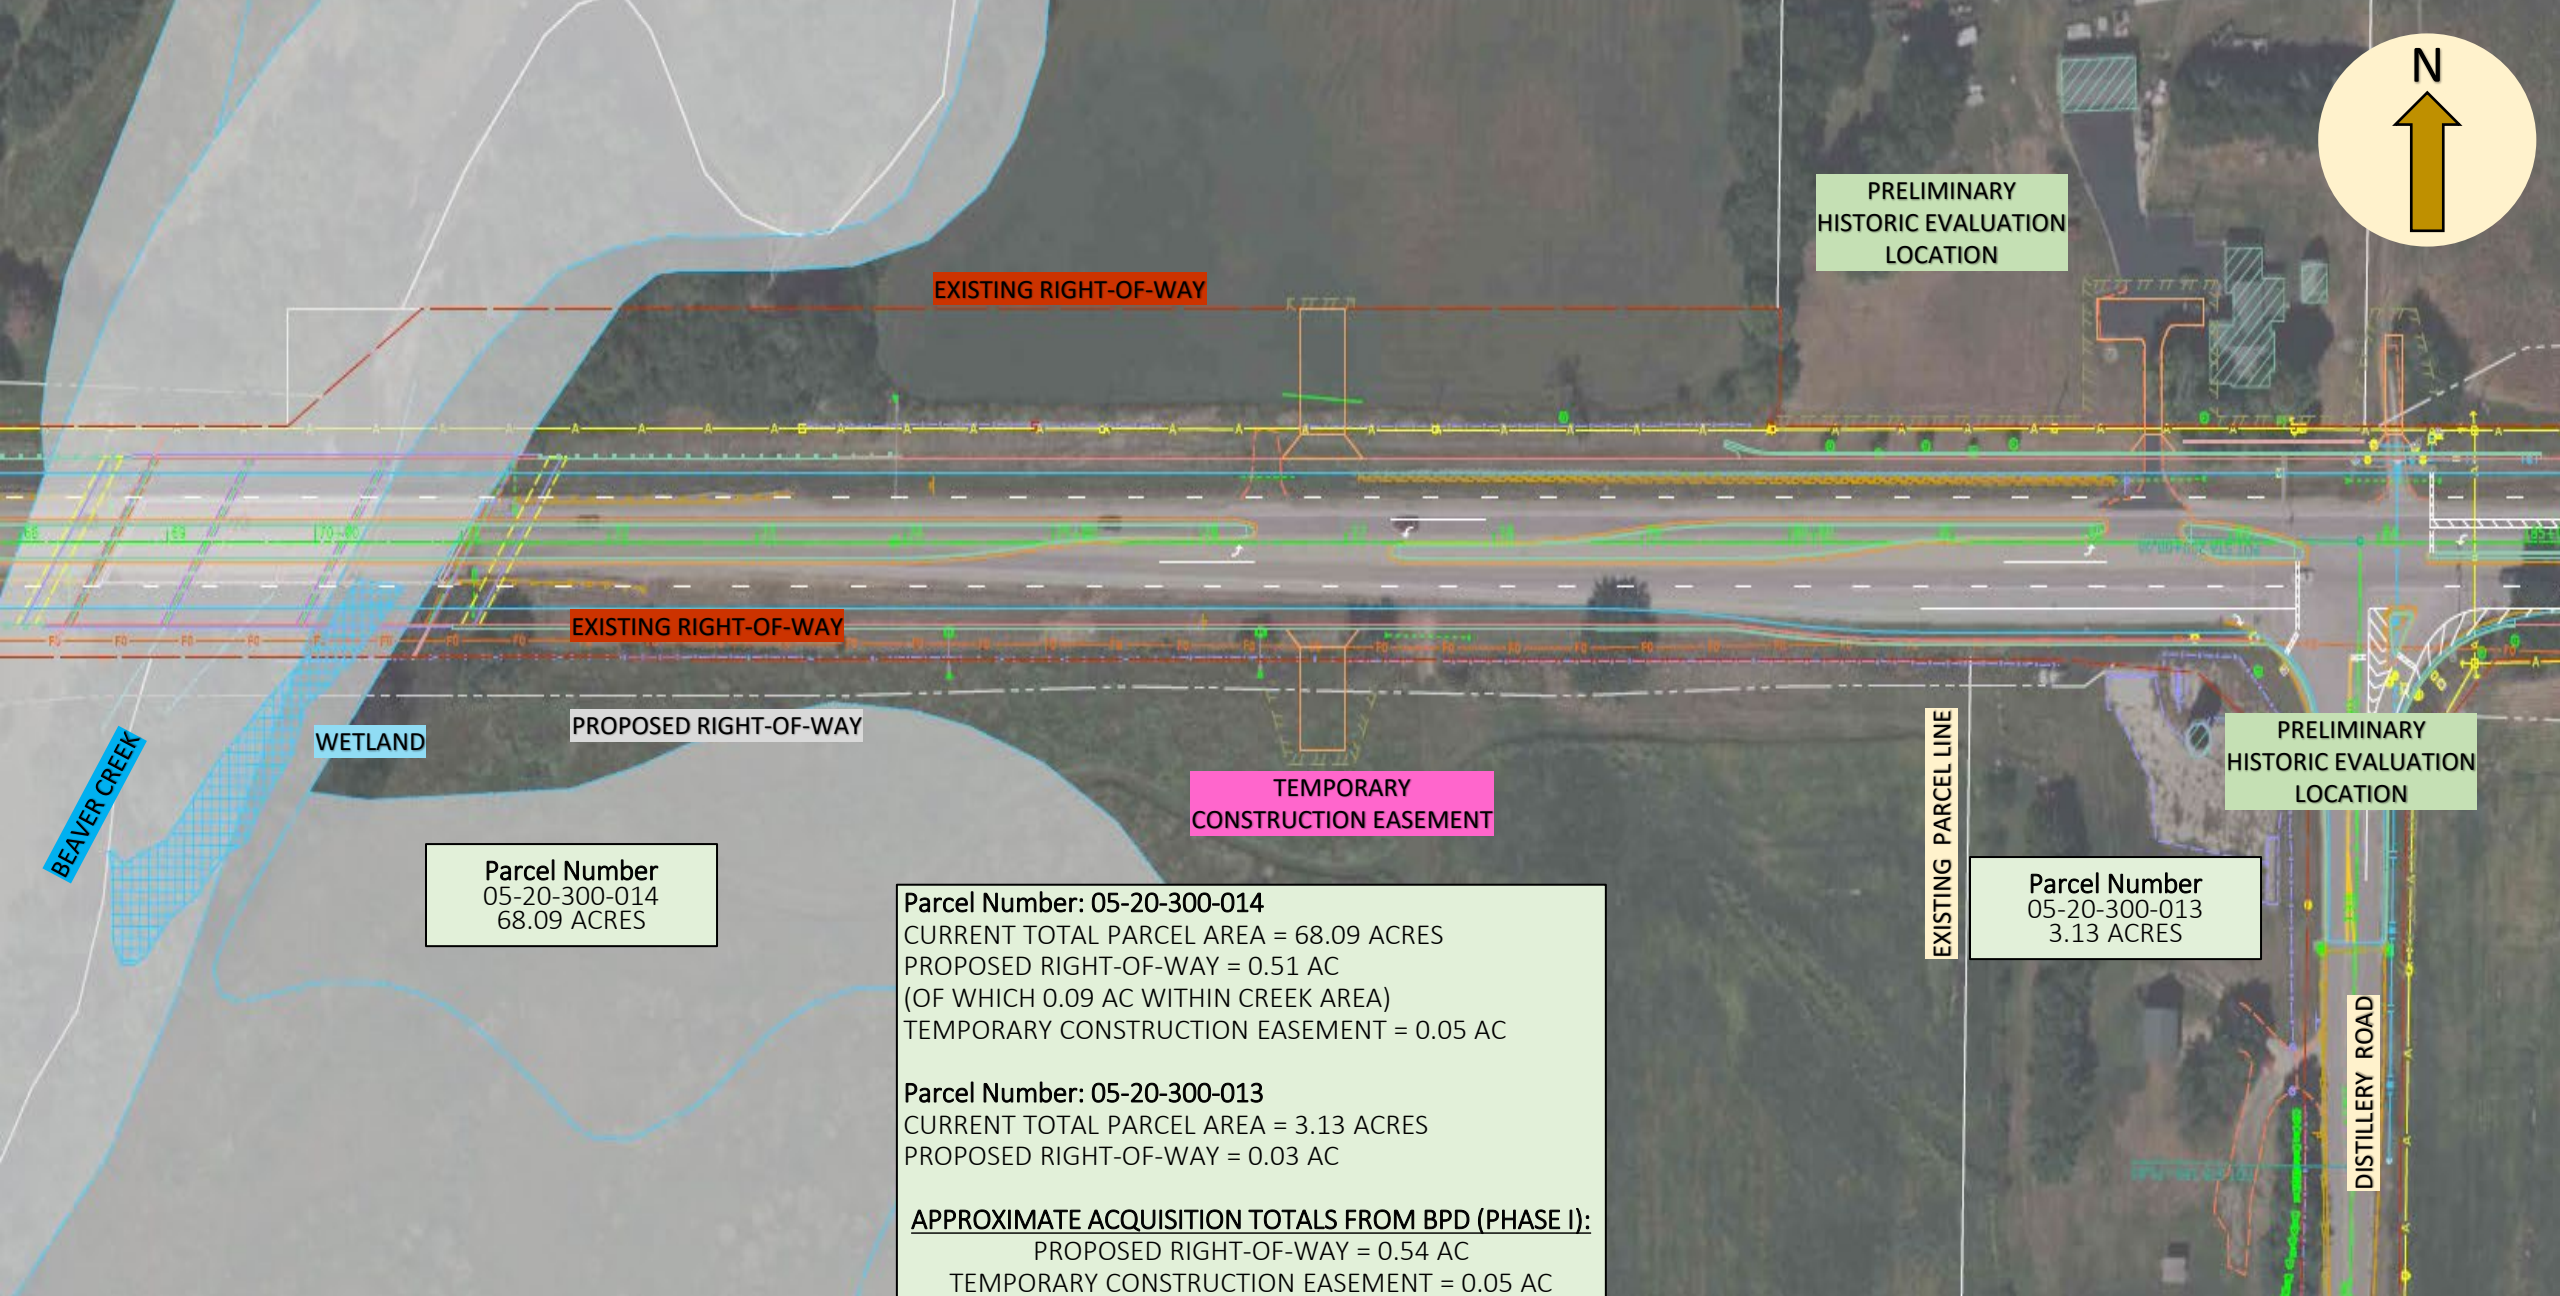 N
PRELIMINARY
HISTORIC EVALUATION
LOCATION
EXISTING RIGHT-OF-WAY
EXISTING RIGHT-OF-WAY
PROPOSED RIGHT-OF-WAY
WETLAND
BEAVER CREEK
TEMPORARY
CONSTRUCTION EASEMENT
EXISTING PARCEL LINE
PRELIMINARY
HISTORIC EVALUATION
LOCATION
Parcel Number
05-20-300-014
68.09 ACRES
Parcel Number
05-20-300-013
3.13 ACRES
DISTILLERY ROAD
Parcel Number: 05-20-300-014
CURRENT TOTAL PARCEL AREA = 68.09 ACRES
PROPOSED RIGHT-OF-WAY = 0.51 AC
(OF WHICH 0.09 AC WITHIN CREEK AREA)
TEMPORARY CONSTRUCTION EASEMENT = 0.05 AC
Parcel Number: 05-20-300-013
CURRENT TOTAL PARCEL AREA = 3.13 ACRES
PROPOSED RIGHT-OF-WAY = 0.03 AC
APPROXIMATE ACQUISITION TOTALS FROM BPD (PHASE I):
PROPOSED RIGHT-OF-WAY = 0.54 AC
TEMPORARY CONSTRUCTION EASEMENT = 0.05 AC